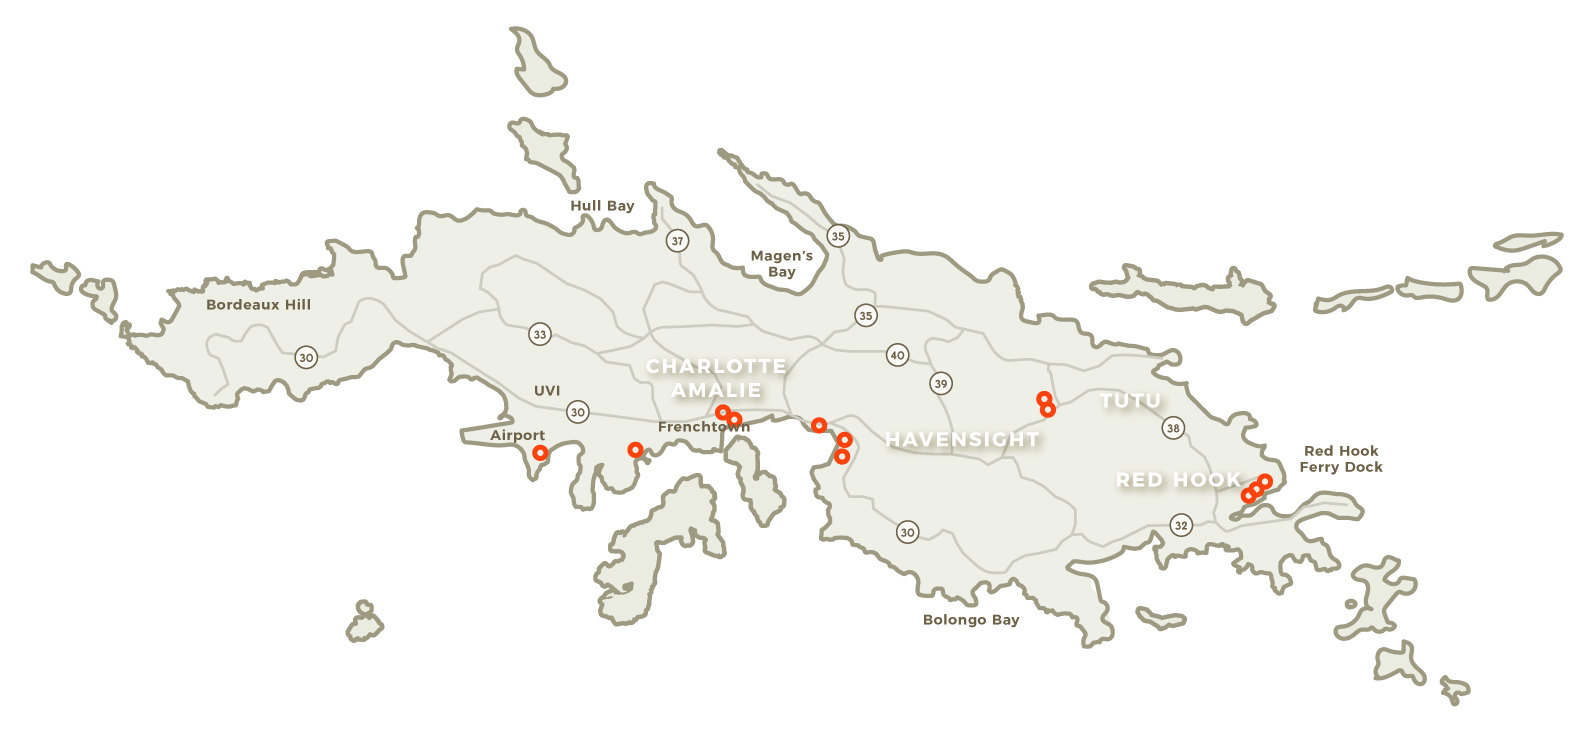 Hull Bay
37
35
Magen's
Bay
Bordeaux Hill
35
33
30
40
CHARLOTTE
AMALIE
39
UVI
30
TUTU
Frenchtown
38
Airport
HAVENSIGHT
Red Hook
Ferry Dock
RED HOOK
32
30
Bolongo Bay